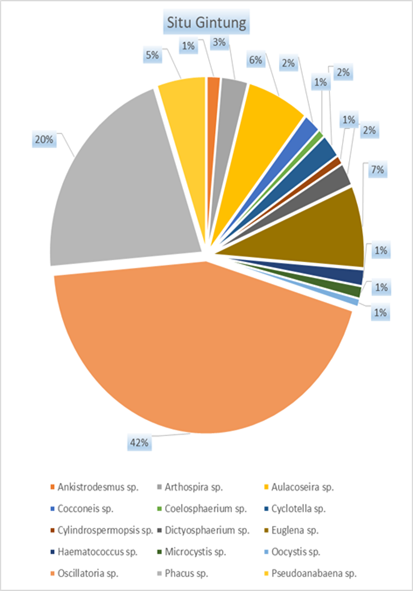 Situ Gintung
5% 1% 3%
6% 2%
1% 2%
1% 2%
7%
20%
1%
1%
1%
42%
Ankistrodesmus sp. Arthospira sp. Aulacoseira sp.
Cocconeis sp. Coelosphaerium sp. Cyclotella sp.
Cylindrospermopsis sp. Dictyosphaerium sp. Euglena sp.
Haematococcus sp. Microcystis sp. Oocystis sp.
Oscillatoria sp. Phacus sp. Pseudoanabaena sp.